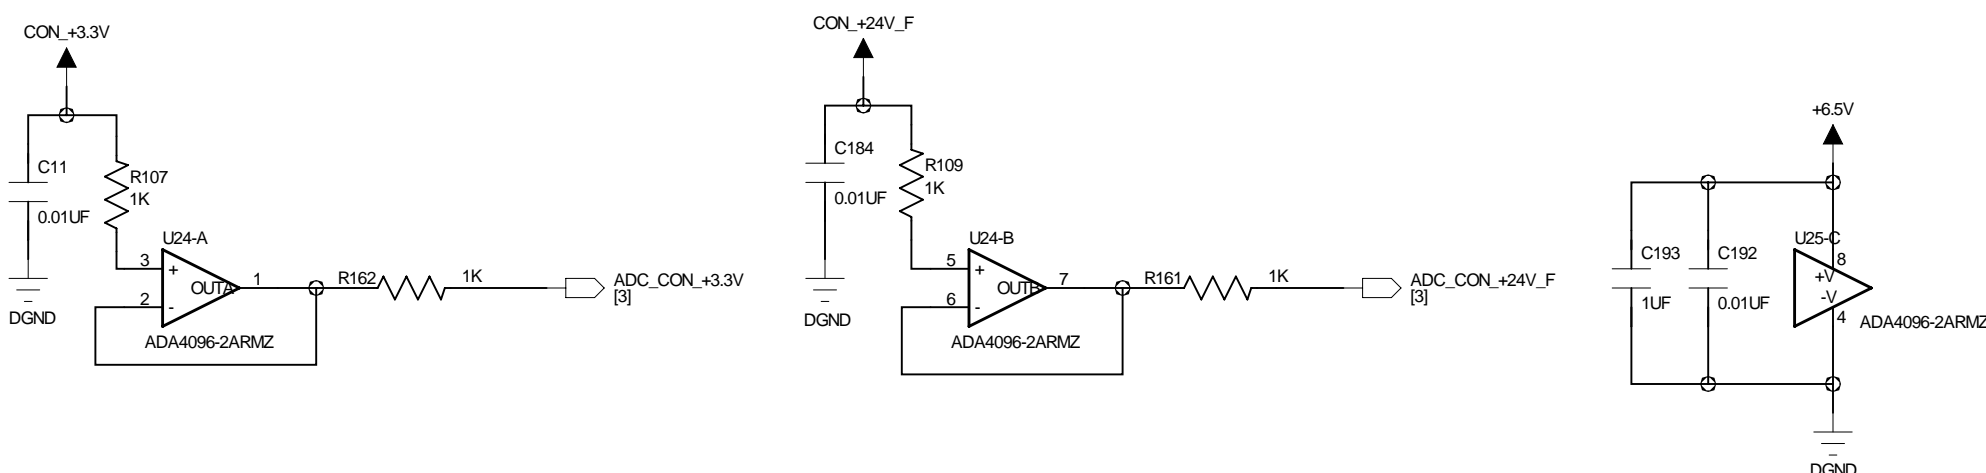 CON_+3.3V
C11
0.01UF
R107
1K
DGND
U24-A
3
+
2
-
OUTA
1
ADA4096-2ARMZ
R162
1K
ADC_CON_+3.3V
[3]
CON_+24V_F
C184
0.01UF
R109
1K
DGND
U24-B
5
+
6
-
OUTB
7
ADA4096-2ARMZ
R161
1K
ADC_CON_+24V_F
[3]
+6.5V
C193
1UF
C192
0.01UF
U25-C
8
+V
-V
4
ADA4096-2ARMZ
DGND